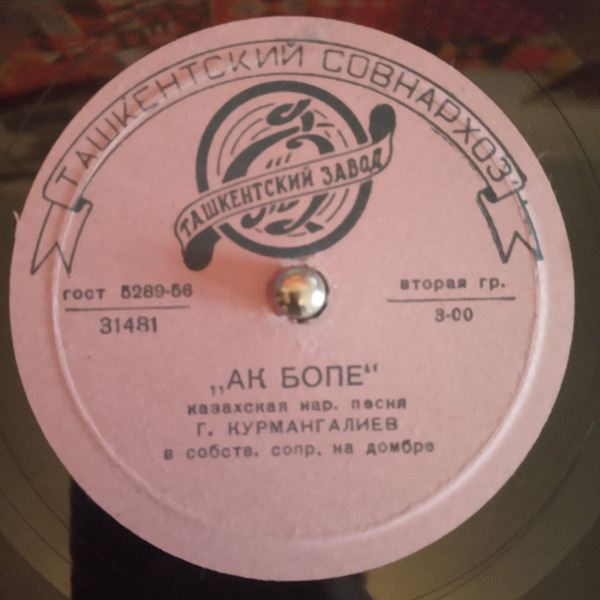 ТАШКЕНТСКИЙ СОВНАРХОЗ
ТАШКЕНТСКИЙ ЗАВОД
гост 5289-56
31481
вторая гр.
3-00
„АК БОПЕ“
казахская нар. песня
Г. КУРМАНГАЛИЕВ
в собств. сопр. на домбре